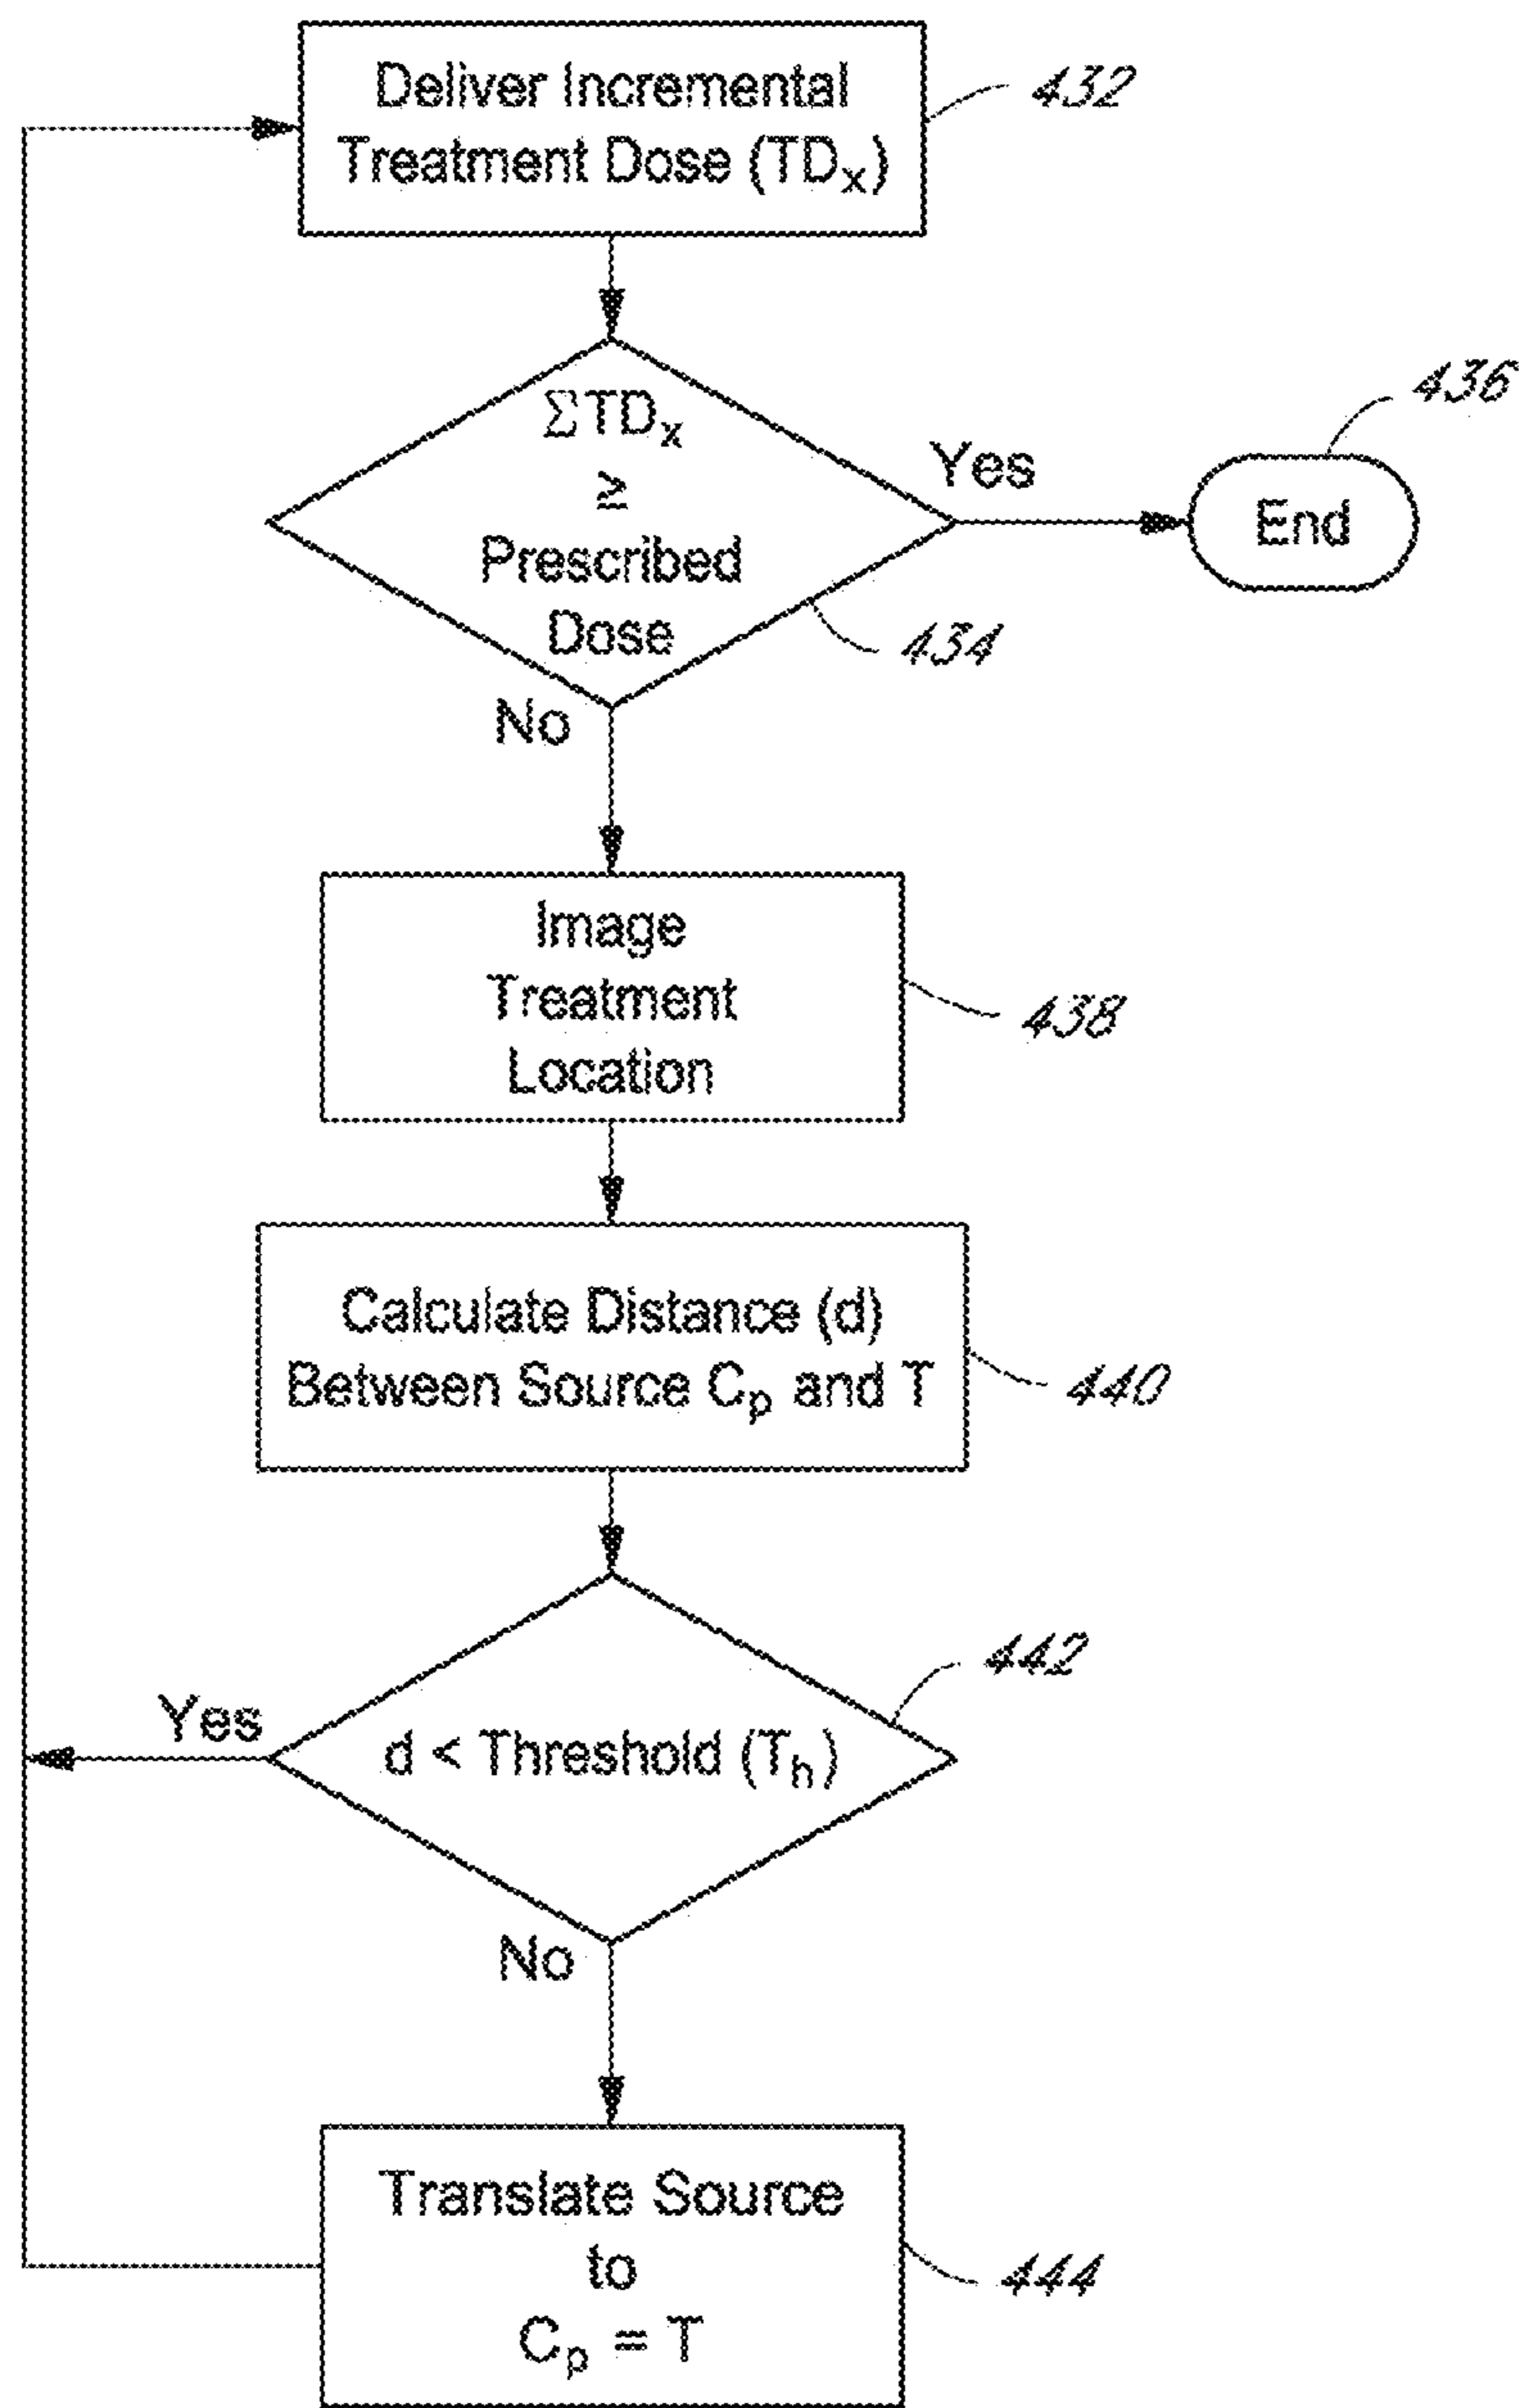 Deliver Incremental
Treatment Dose (TDₓ)
432
ΣTDₓ
≥
Prescribed
Dose
434
Yes
End
436
No
Image
Treatment
Location
438
Calculate Distance (d)
Between Source Cₚ and T
440
d < Threshold (Tₕ)
442
Yes
No
Translate Source
to
Cₚ = T
444